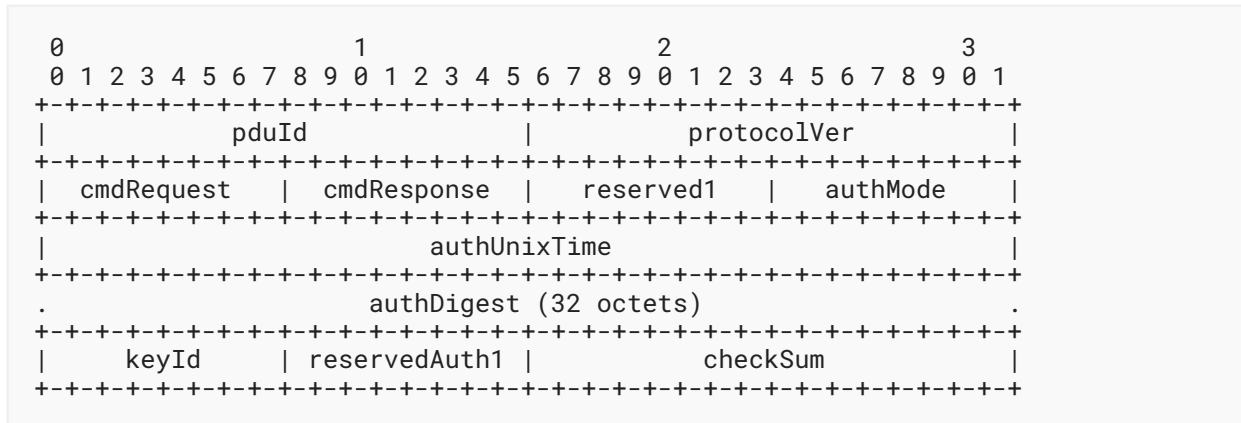 0                   1                   2                   3
 0 1 2 3 4 5 6 7 8 9 0 1 2 3 4 5 6 7 8 9 0 1 2 3 4 5 6 7 8 9 0 1
+-+-+-+-+-+-+-+-+-+-+-+-+-+-+-+-+-+-+-+-+-+-+-+-+-+-+-+-+-+-+-+-+
|            pduId              |          protocolVer          |
+-+-+-+-+-+-+-+-+-+-+-+-+-+-+-+-+-+-+-+-+-+-+-+-+-+-+-+-+-+-+-+-+
|  cmdRequest   |  cmdResponse  |   reserved1   |   authMode    |
+-+-+-+-+-+-+-+-+-+-+-+-+-+-+-+-+-+-+-+-+-+-+-+-+-+-+-+-+-+-+-+-+
|                         authUnixTime                          |
+-+-+-+-+-+-+-+-+-+-+-+-+-+-+-+-+-+-+-+-+-+-+-+-+-+-+-+-+-+-+-+-+
.                     authDigest (32 octets)                    .
+-+-+-+-+-+-+-+-+-+-+-+-+-+-+-+-+-+-+-+-+-+-+-+-+-+-+-+-+-+-+-+-+
|     keyId     | reservedAuth1 |           checkSum            |
+-+-+-+-+-+-+-+-+-+-+-+-+-+-+-+-+-+-+-+-+-+-+-+-+-+-+-+-+-+-+-+-+